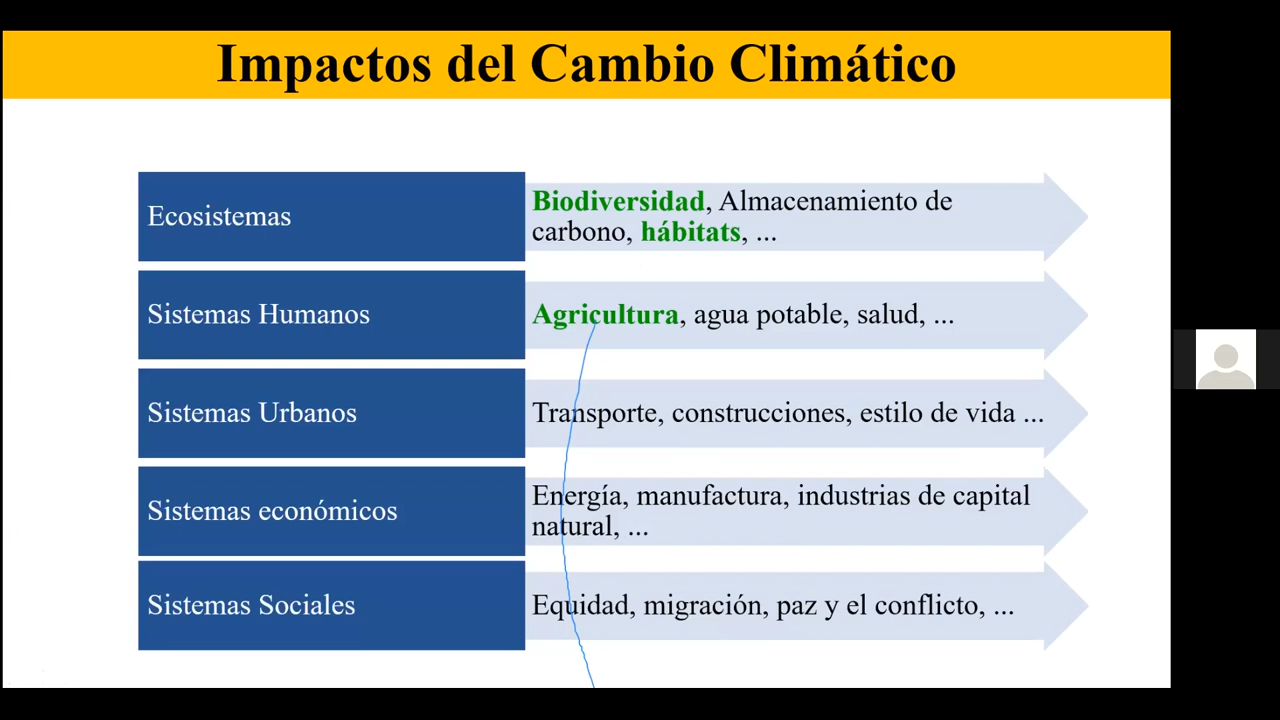 Impactos del Cambio Climático
Ecosistemas
Biodiversidad, Almacenamiento de
carbono, hábitats, ...
Sistemas Humanos
Agricultura, agua potable, salud, ...
Sistemas Urbanos
Transporte, construcciones, estilo de vida ...
Sistemas económicos
Energía, manufactura, industrias de capital
natural, ...
Sistemas Sociales
Equidad, migración, paz y el conflicto, ...